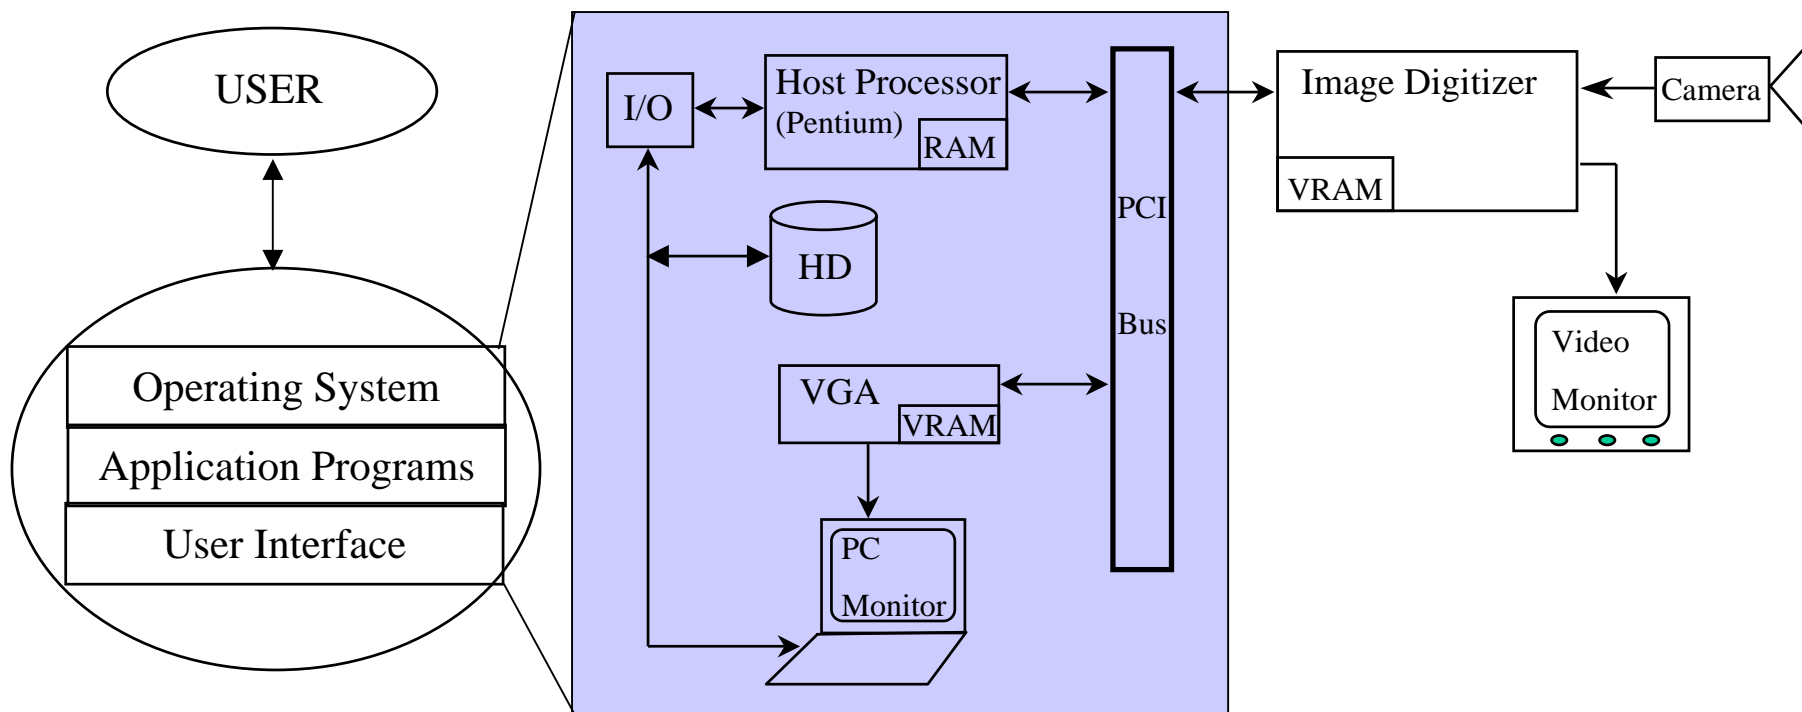 USER
Operating System
Application Programs
User Interface
I/O
Host Processor
(Pentium)
RAM
HD
VGA
VRAM
PC
Monitor
PCI
Bus
Image Digitizer
VRAM
Camera
Video
Monitor